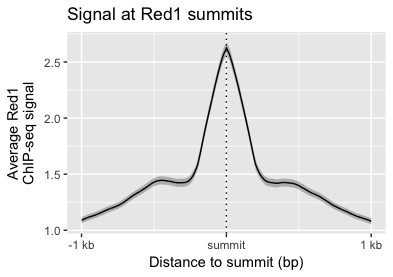 Signal at Red1 summits
Average Red1
ChIP-seq signal
2.5
2.0
1.5
1.0
-1 kb summit 1 kb
Distance to summit (bp)